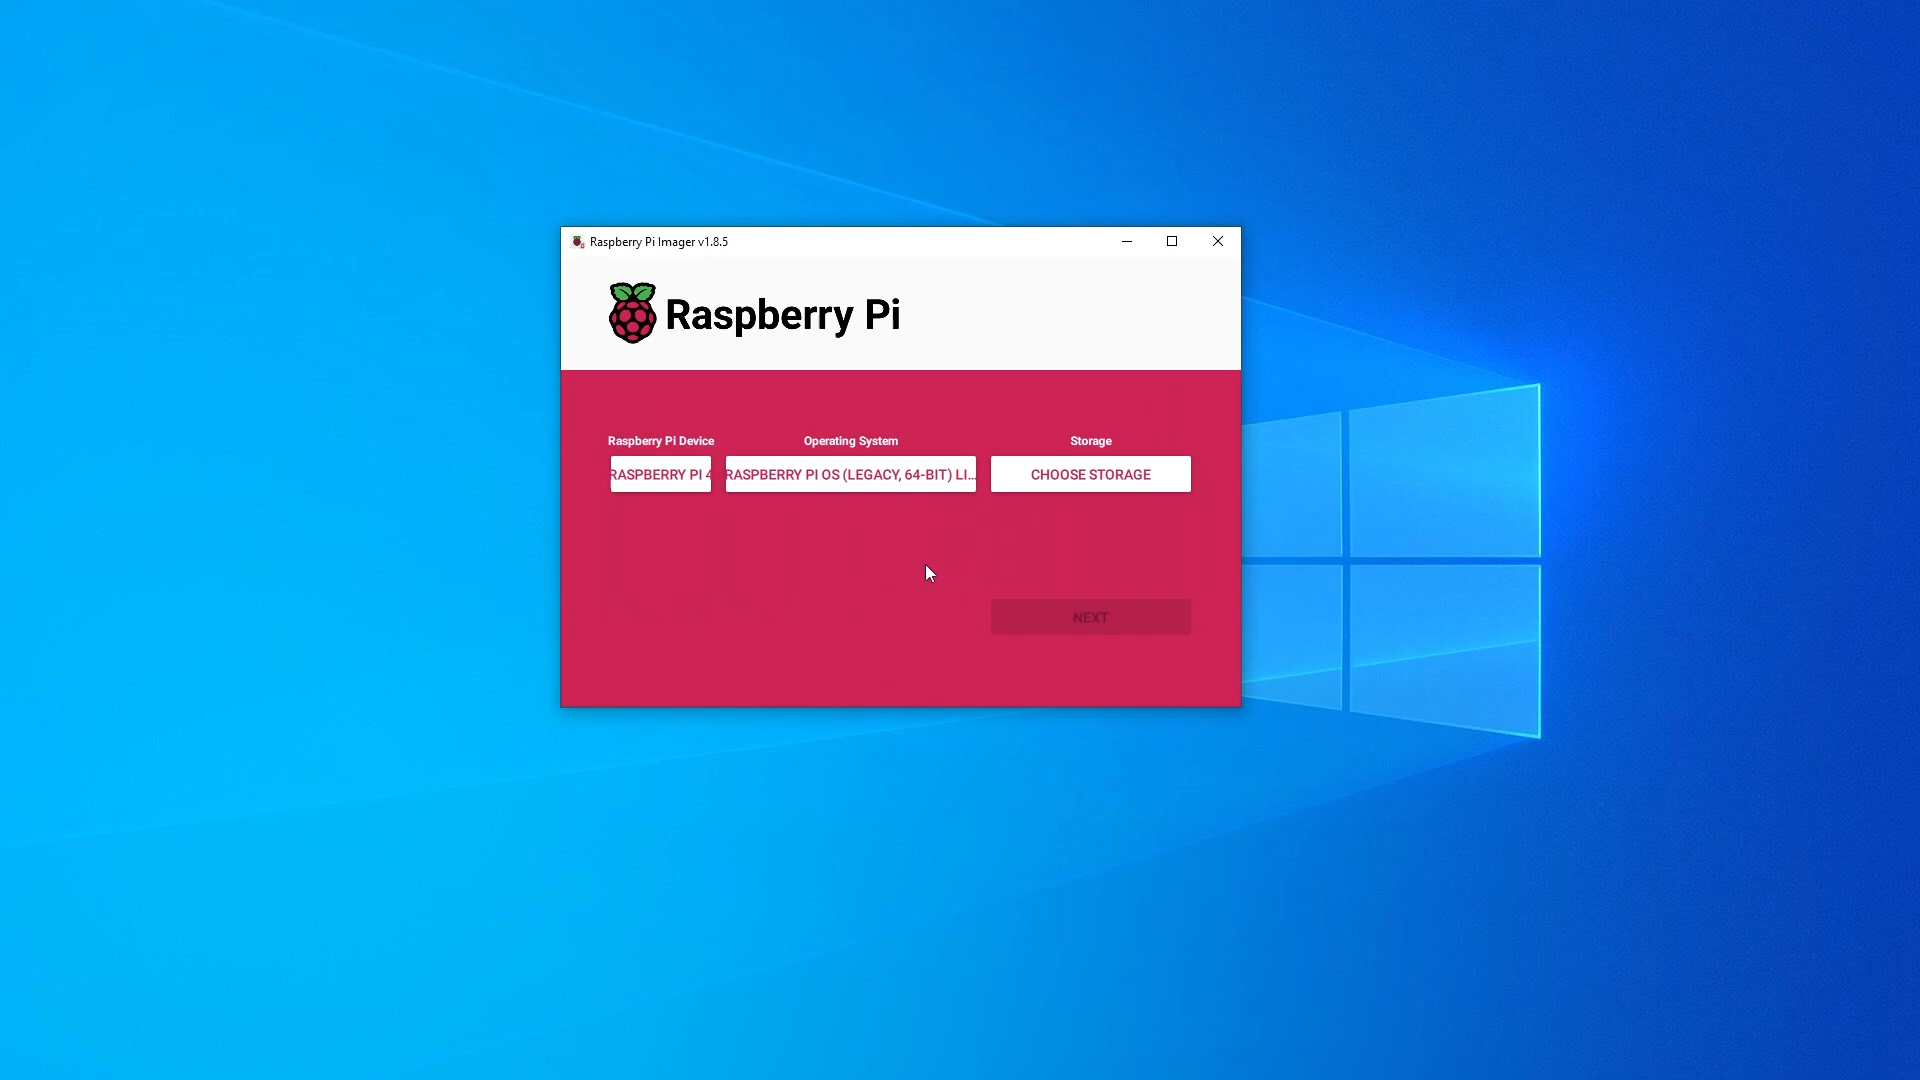 Raspberry Pi Imager v1.8.5
Raspberry Pi
Raspberry Pi Device
Operating System
Storage
RASPBERRY PI 4
RASPBERRY PI OS (LEGACY, 64-BIT) LI...
CHOOSE STORAGE
NEXT